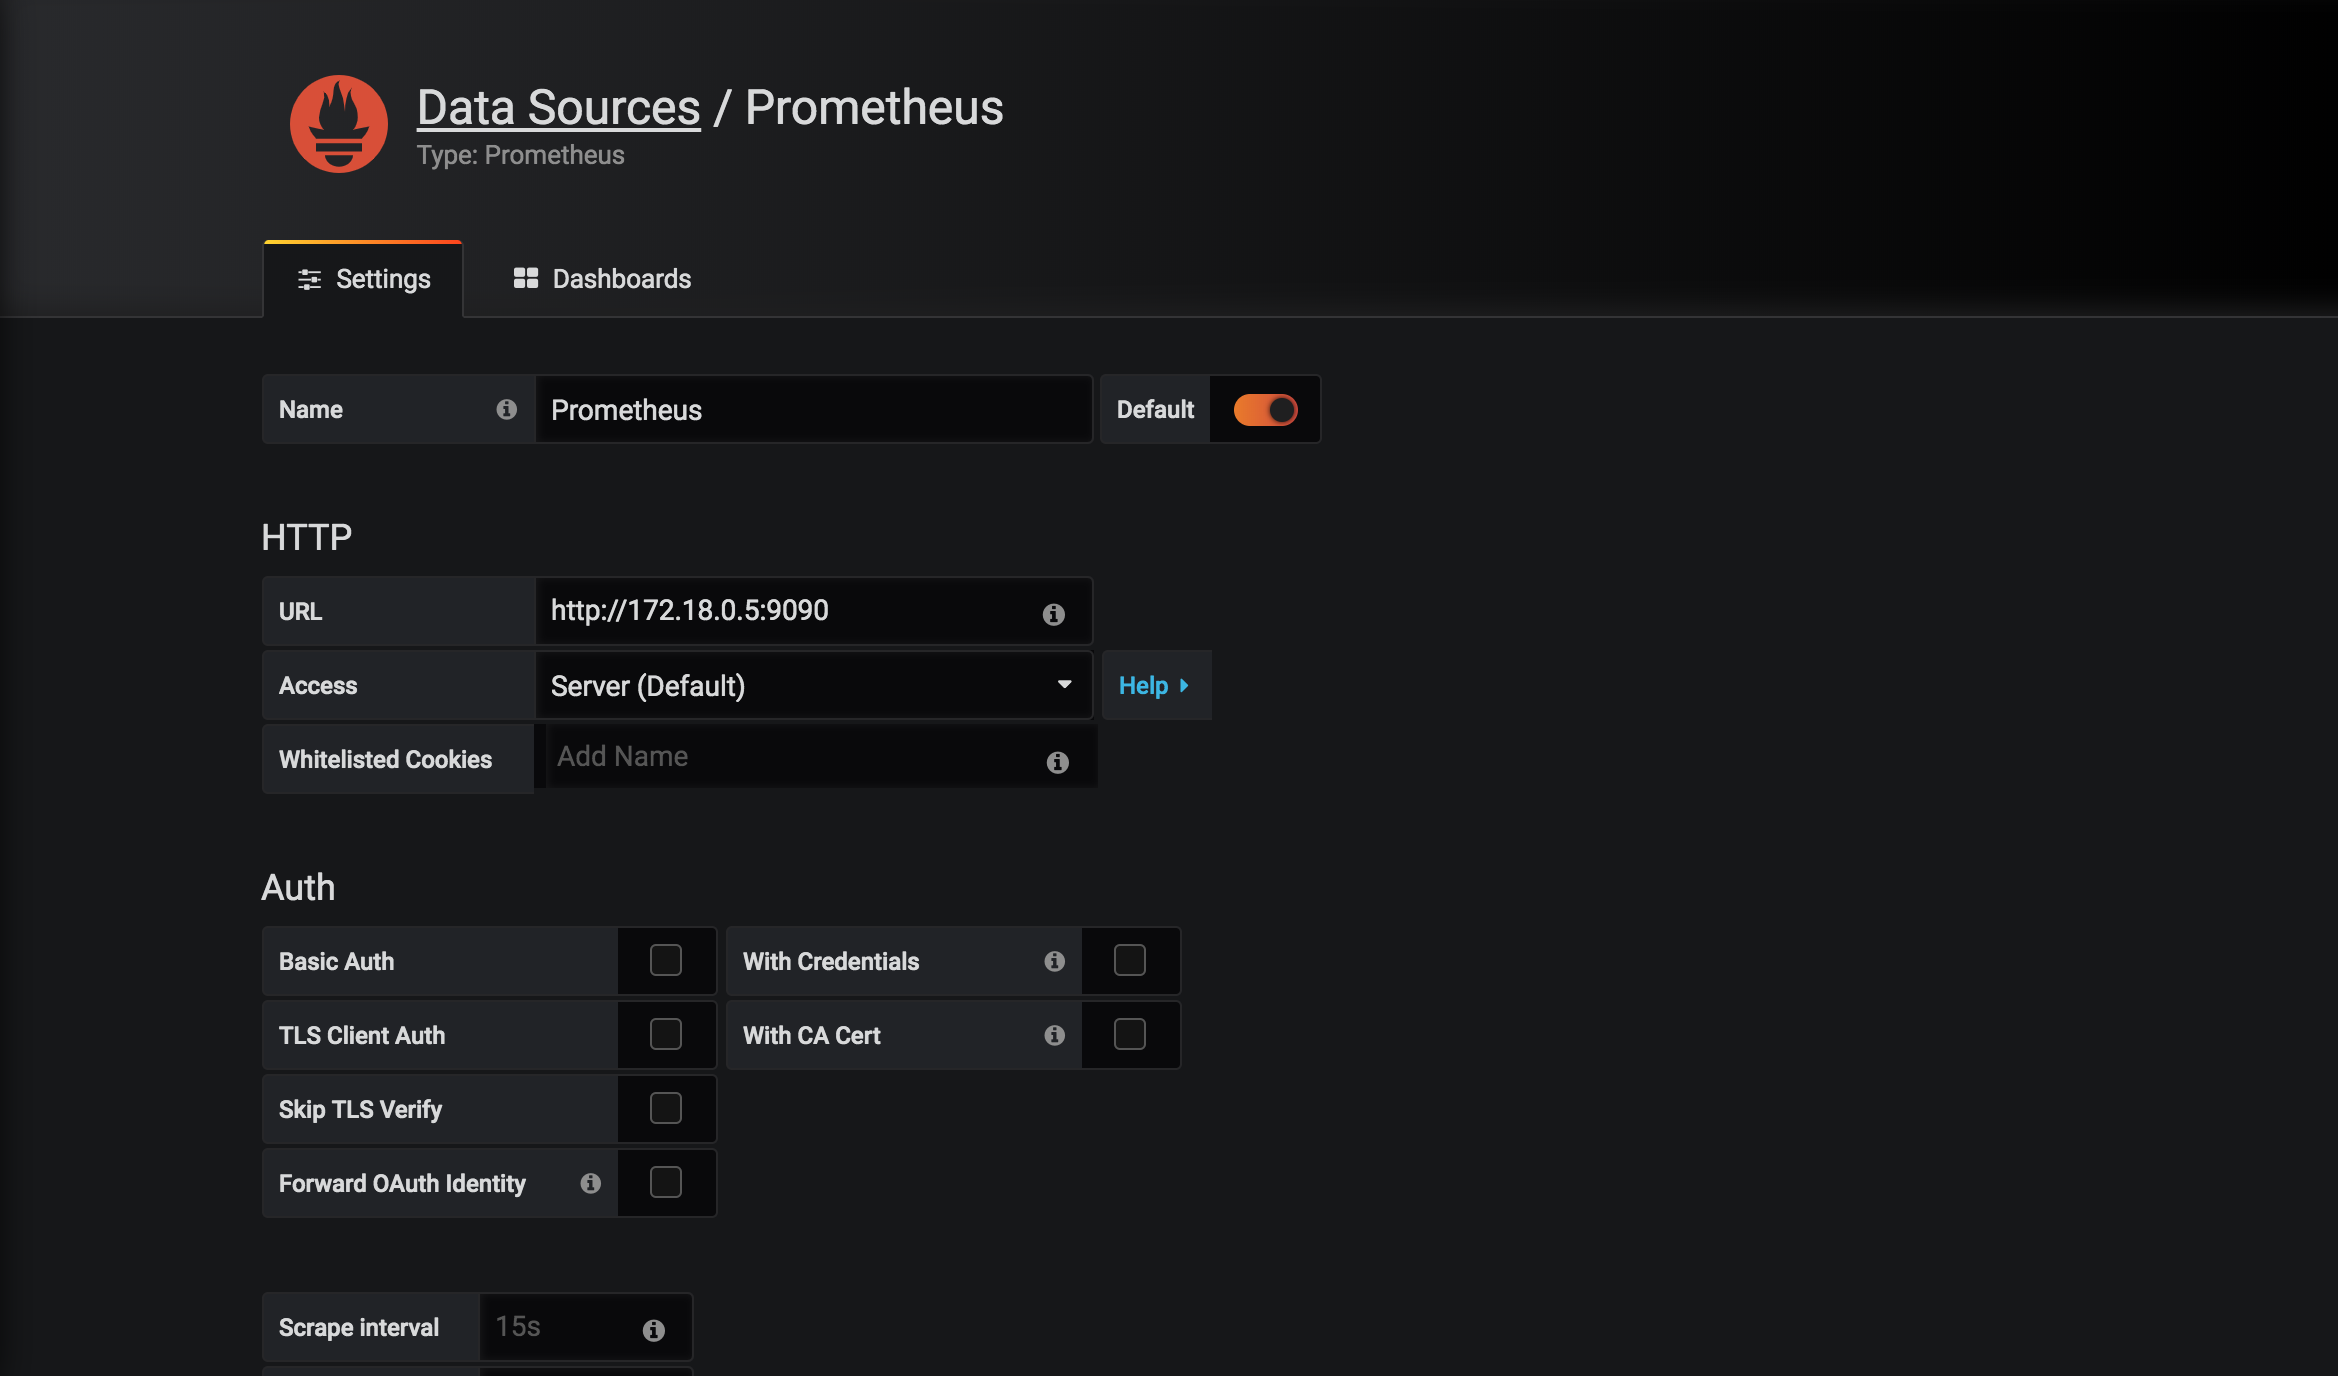 Data Sources / Prometheus
Type: Prometheus
Settings Dashboards
Name Prometheus Default
HTTP
URL http://172.18.0.5:9090
Access Server (Default) Help
Whitelisted Cookies Add Name
Auth
Basic Auth With Credentials
TLS Client Auth With CA Cert
Skip TLS Verify
Forward OAuth Identity
Scrape interval 15s